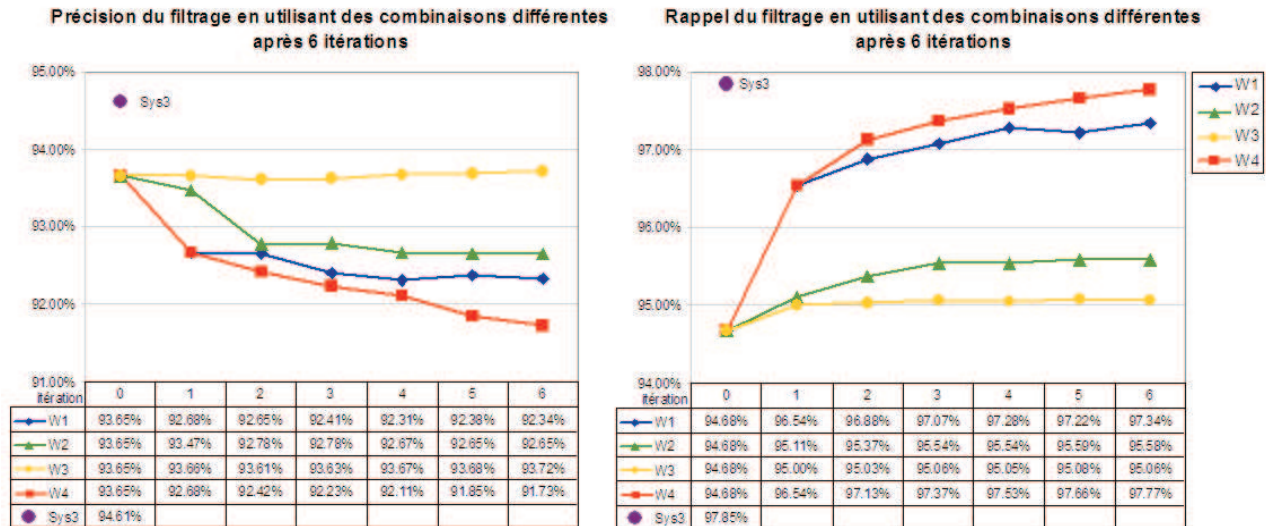 Précision du filtrage en utilisant des combinaisons différentes
après 6 itérations
95.00%
Sys3
94.00%
93.00%
92.00%
91.00%
itération 0 1 2 3 4 5 6
W1 93.65% 92.68% 92.65% 92.41% 92.31% 92.38% 92.34%
W2 93.65% 93.47% 92.78% 92.78% 92.67% 92.65% 92.65%
W3 93.65% 93.66% 93.61% 93.63% 93.67% 93.68% 93.72%
W4 93.65% 92.68% 92.42% 92.23% 92.11% 91.85% 91.73%
Sys3 94.61%
Rappel du filtrage en utilisant des combinaisons différentes
après 6 itérations
98.00%
Sys3
97.00%
96.00%
95.00%
94.00%
W1
W2
W3
W4
itération 0 1 2 3 4 5 6
W1 94.68% 96.54% 96.88% 97.07% 97.28% 97.22% 97.34%
W2 94.68% 95.11% 95.37% 95.54% 95.54% 95.59% 95.58%
W3 94.68% 95.00% 95.03% 95.06% 95.05% 95.08% 95.06%
W4 94.68% 96.54% 97.13% 97.37% 97.53% 97.66% 97.77%
Sys3 97.85%